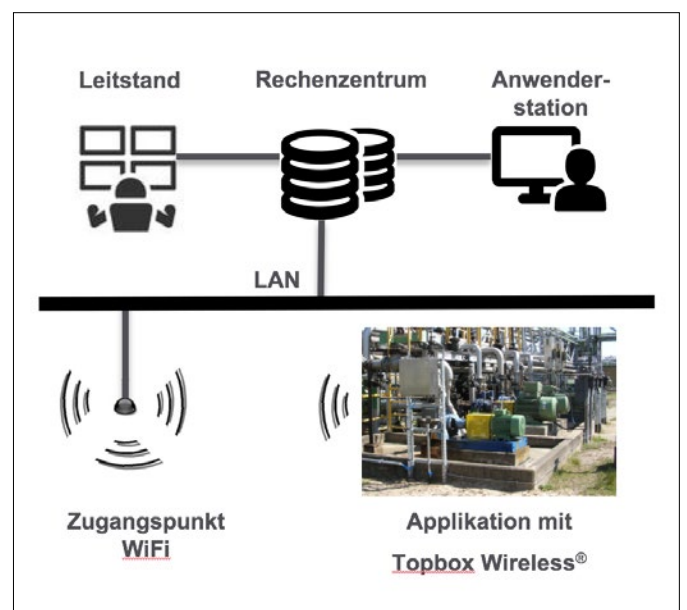 Leitstand
Rechenzentrum
Anwender-
station
LAN
Zugangspunkt
WiFi
Applikation mit
Topbox Wireless®